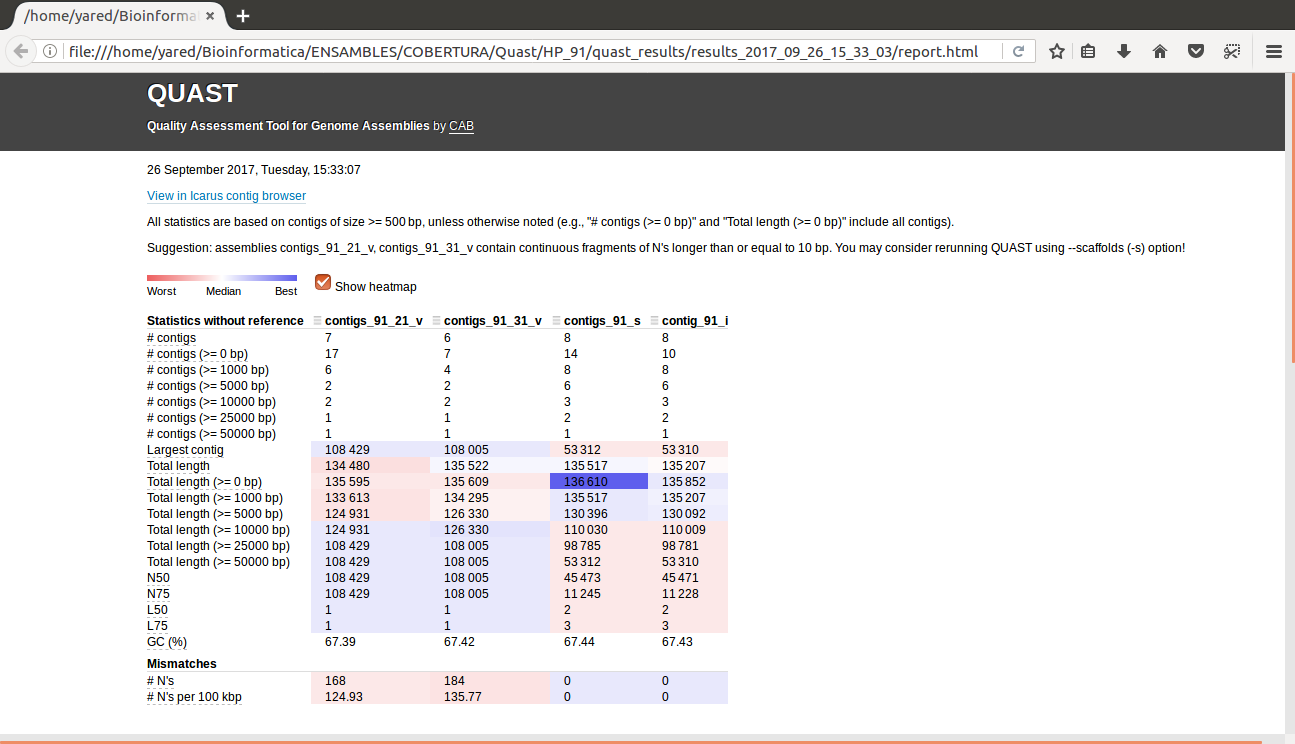 /home/yared/Bioinforma
file:///home/yared/Bioinformatica/ENSAMBLES/COBERTURA/Quast/HP_91/quast_results/results_2017_09_26_15_33_03/report.html
QUAST
Quality Assessment Tool for Genome Assemblies by CAB
26 September 2017, Tuesday, 15:33:07
View in Icarus contig browser
All statistics are based on contigs of size >= 500 bp, unless otherwise noted (e.g., "# contigs (>= 0 bp)" and "Total length (>= 0 bp)" include all contigs).
Suggestion: assemblies contigs_91_21_v, contigs_91_31_v contain continuous fragments of N's longer than or equal to 10 bp. You may consider rerunning QUAST using --scaffolds (-s) option!
Worst Median Best Show heatmap
Statistics without reference contigs_91_21_v contigs_91_31_v contigs_91_s contig_91_i
# contigs 7 6 8 8
# contigs (>= 0 bp) 17 7 14 10
# contigs (>= 1000 bp) 6 4 8 8
# contigs (>= 5000 bp) 2 2 6 6
# contigs (>= 10000 bp) 2 2 3 3
# contigs (>= 25000 bp) 1 1 2 2
# contigs (>= 50000 bp) 1 1 1 1
Largest contig 108 429 108 005 53 312 53 310
Total length 134 480 135 522 135 517 135 207
Total length (>= 0 bp) 135 595 135 609 136 610 135 852
Total length (>= 1000 bp) 133 613 134 295 135 517 135 207
Total length (>= 5000 bp) 124 931 126 330 130 396 130 092
Total length (>= 10000 bp) 124 931 126 330 110 030 110 009
Total length (>= 25000 bp) 108 429 108 005 98 785 98 781
Total length (>= 50000 bp) 108 429 108 005 53 312 53 310
N50 108 429 108 005 45 473 45 471
N75 108 429 108 005 11 245 11 228
L50 1 1 2 2
L75 1 1 3 3
GC (%) 67.39 67.42 67.44 67.43
Mismatches
# N's 168 184 0 0
# N's per 100 kbp 124.93 135.77 0 0